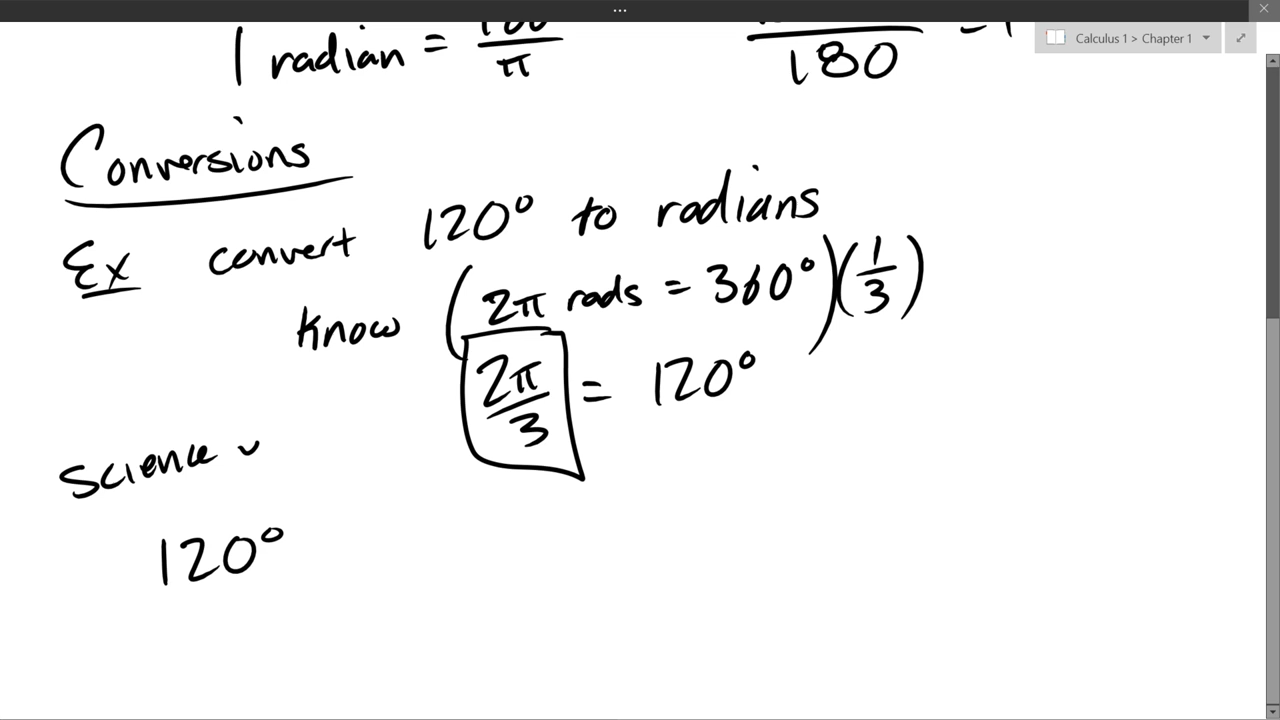 ...
Calculus 1 > Chapter 1
1 radian = 180/π
180
Conversions
Ex convert 120° to radians
know (2π rads = 360°)(1/3)
2π/3 = 120°
Science
120°